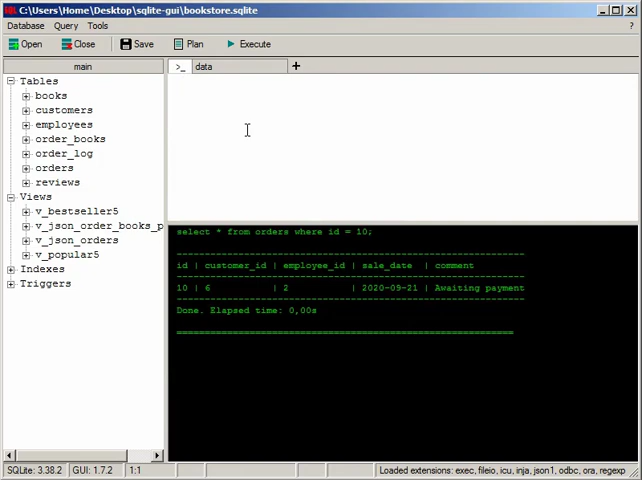 SQL C:\Users\Home\Desktop\sqlite-gui\bookstore.sqlite
Database Query Tools ?
Open Close Save Plan Execute
main >_ data +
Tables
books
customers
employees
order_books
order_log
orders
reviews
Views
v_bestseller5
v_json_order_books_p
v_json_orders
v_popular5
Indexes
Triggers
select * from orders where id = 10;
----------------------------------------------------------------
id | customer_id | employee_id | sale_date | comment
----------------------------------------------------------------
10 | 6 | 2 | 2020-09-21 | Awaiting payment
----------------------------------------------------------------
Done. Elapsed time: 0,00s
==============================================================
SQLite: 3.38.2 GUI: 1.7.2 1:1 Loaded extensions: exec, fileio, icu, inja, json1, odbc, ora, regexp